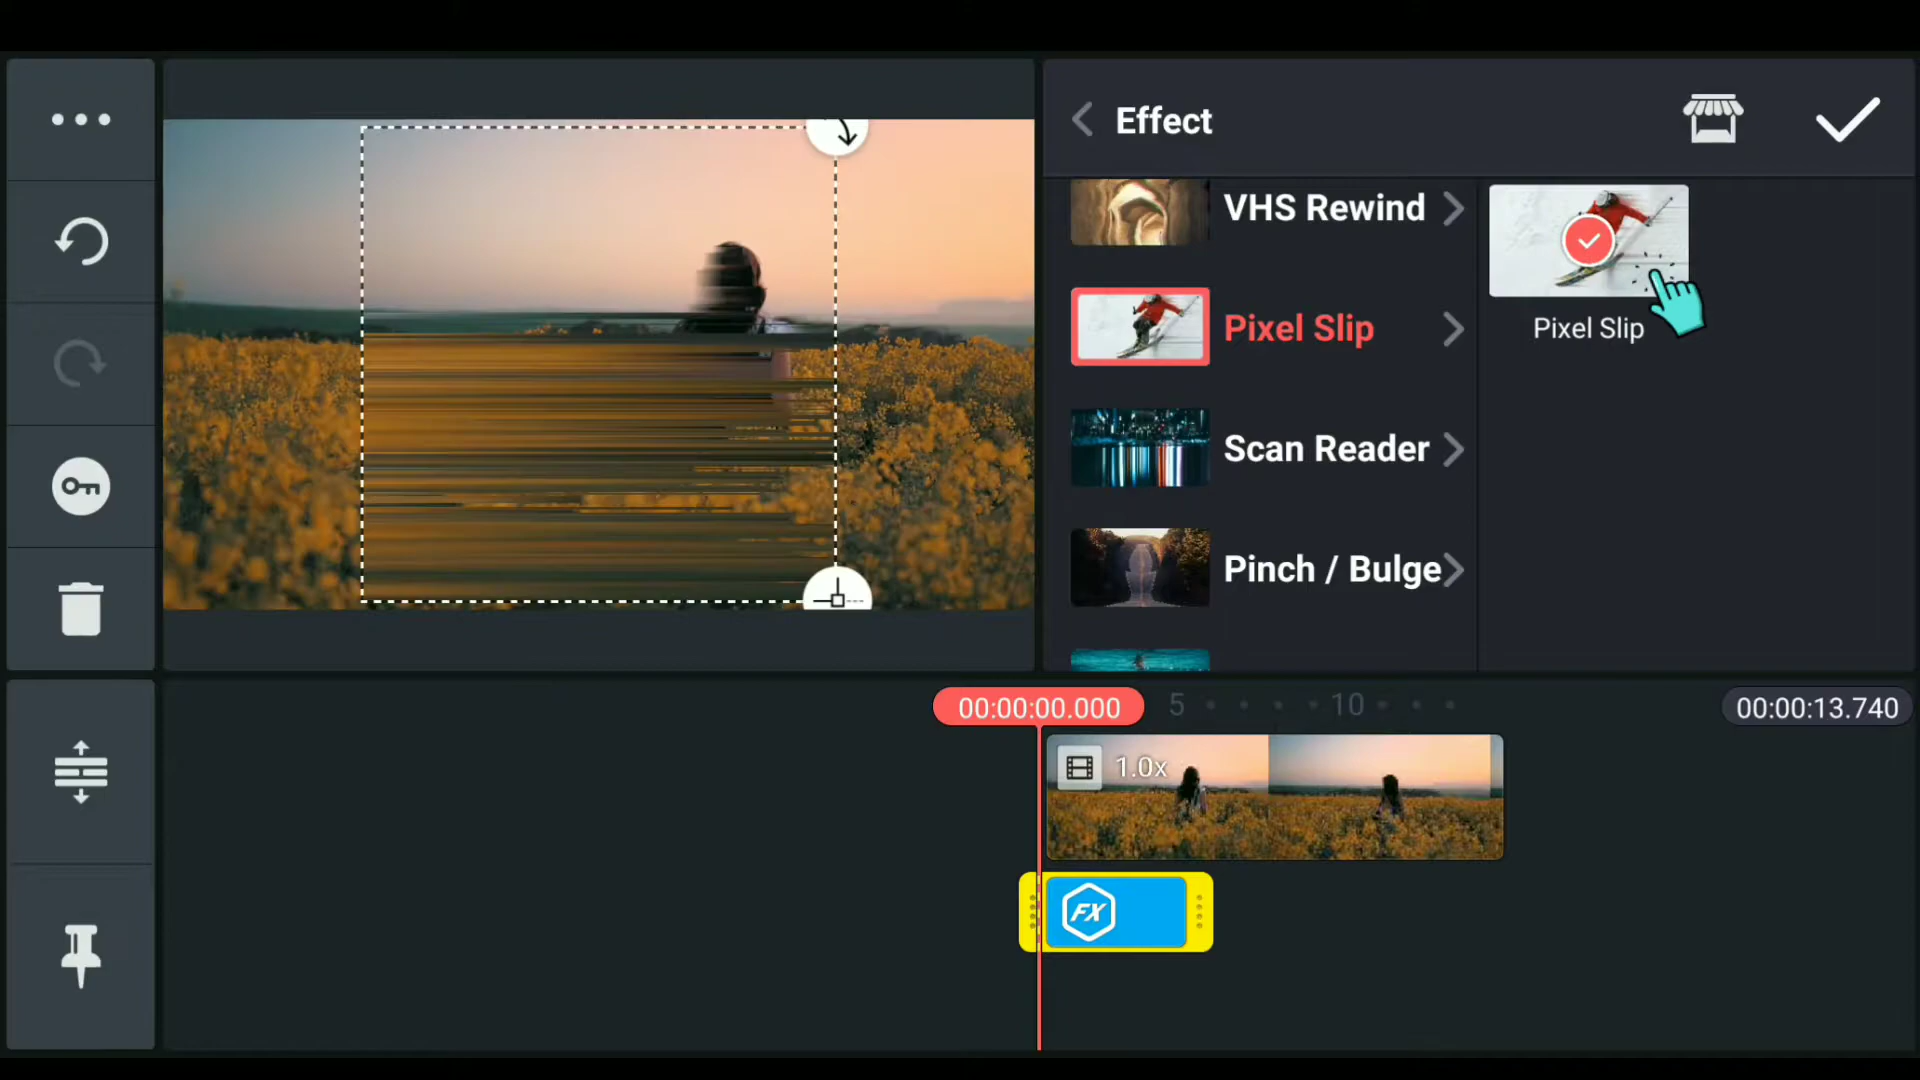 Effect
VHS Rewind
Pixel Slip
Scan Reader
Pinch / Bulge
Pixel Slip
00:00:00.000
5
10
00:00:13.740
1.0x
FX